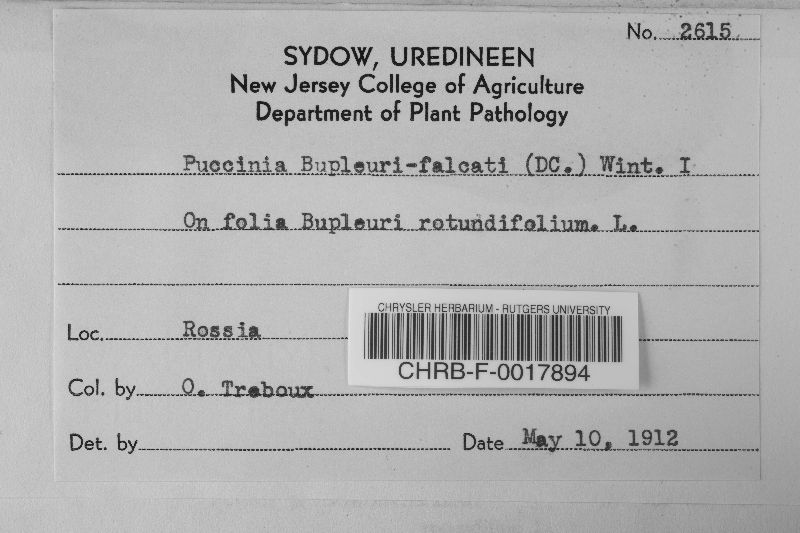 No. 2615.
SYDOW, UREDINEEN
New Jersey College of Agriculture
Department of Plant Pathology
Puccinia Bupleuri-falcati (DC.) Wint. I
On folia Bupleuri rotundifolium. L.
CHRYSLER HERBARIUM - RUTGERS UNIVERSITY
Loc. Rossia
CHRB-F-0017894
Col. by O. Treboux
Det. by Date May 10, 1912